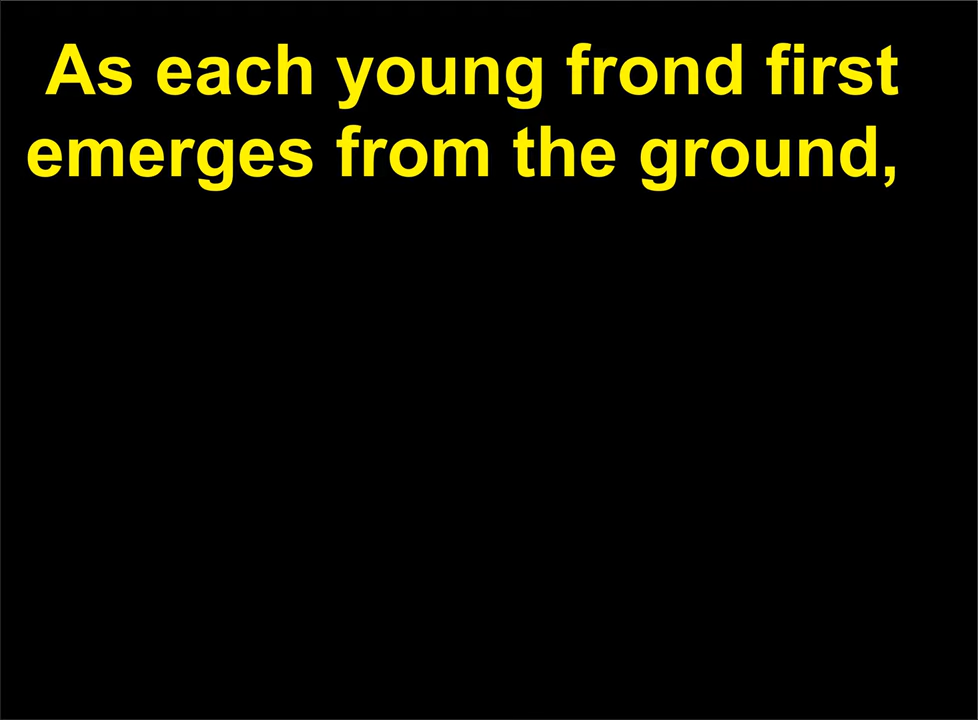 As each young frond first
emerges from the ground,